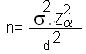 n= σ². Z²α / d²